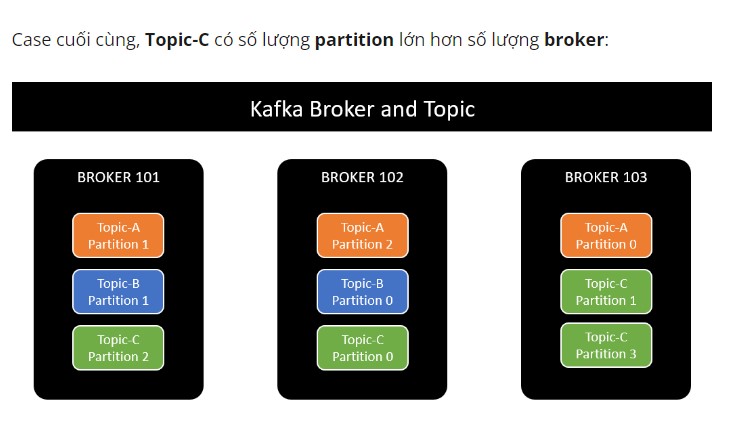 Case cuối cùng, Topic-C có số lượng partition lớn hơn số lượng broker:
Kafka Broker and Topic
BROKER 101
Topic-A
Partition 1
Topic-B
Partition 1
Topic-C
Partition 2
BROKER 102
Topic-A
Partition 2
Topic-B
Partition 0
Topic-C
Partition 0
BROKER 103
Topic-A
Partition 0
Topic-C
Partition 1
Topic-C
Partition 3